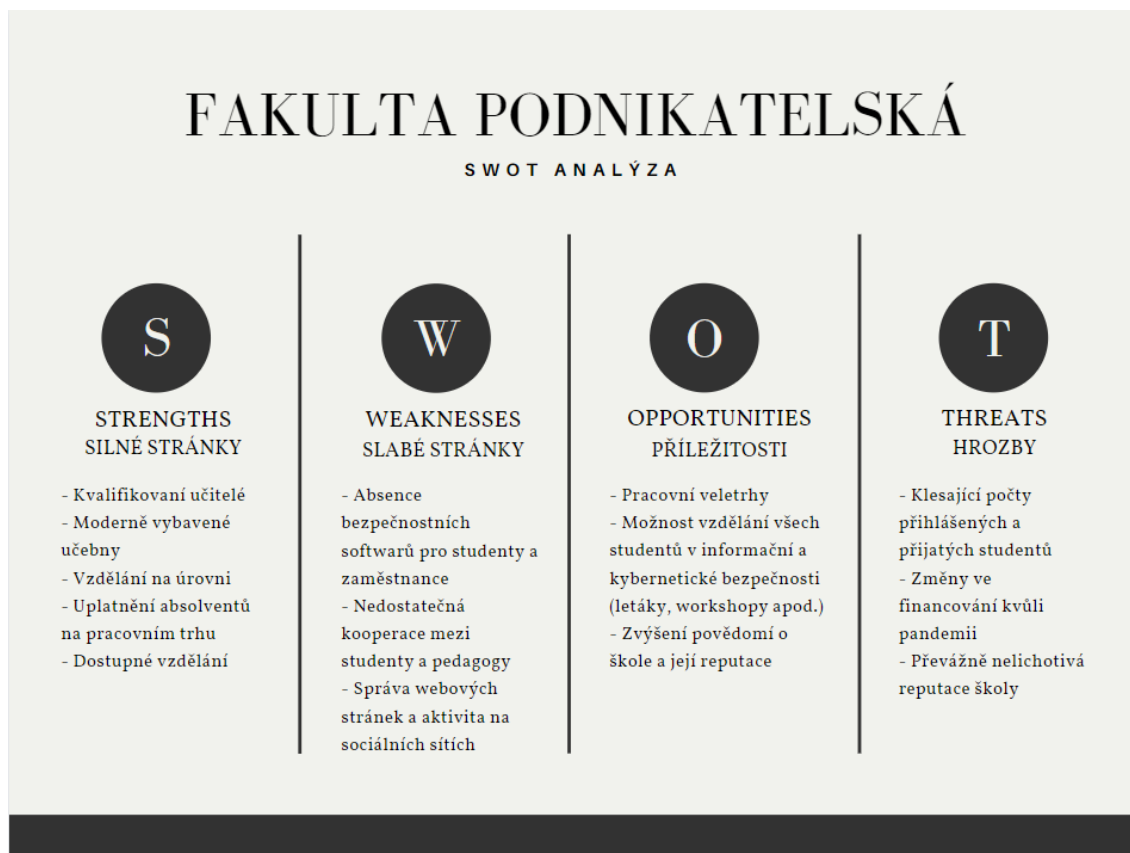 FAKULTA PODNIKATELSKÁ
SWOT ANALÝZA
S
STRENGTHS
SILNÉ STRÁNKY
- Kvalifikovaní učitelé
- Moderně vybavené
učebny
- Vzdělání na úrovni
- Uplatnění absolventů
na pracovním trhu
- Dostupné vzdělání
W
WEAKNESSES
SLABÉ STRÁNKY
- Absence
bezpečnostních
softwarů pro studenty a
zaměstnance
- Nedostatečná
kooperace mezi
studenty a pedagogy
- Správa webových
stránek a aktivita na
sociálních sítích
O
OPPORTUNITIES
PŘÍLEŽITOSTI
- Pracovní veletrhy
- Možnost vzdělání všech
studentů v informační a
kybernetické bezpečnosti
(letáky, workshopy apod.)
- Zvýšení povědomí o
škole a její reputace
T
THREATS
HROZBY
- Klesající počty
přihlášených a
přijatých studentů
- Změny ve
financování kvůli
pandemii
- Převážně nelichotivá
reputace školy